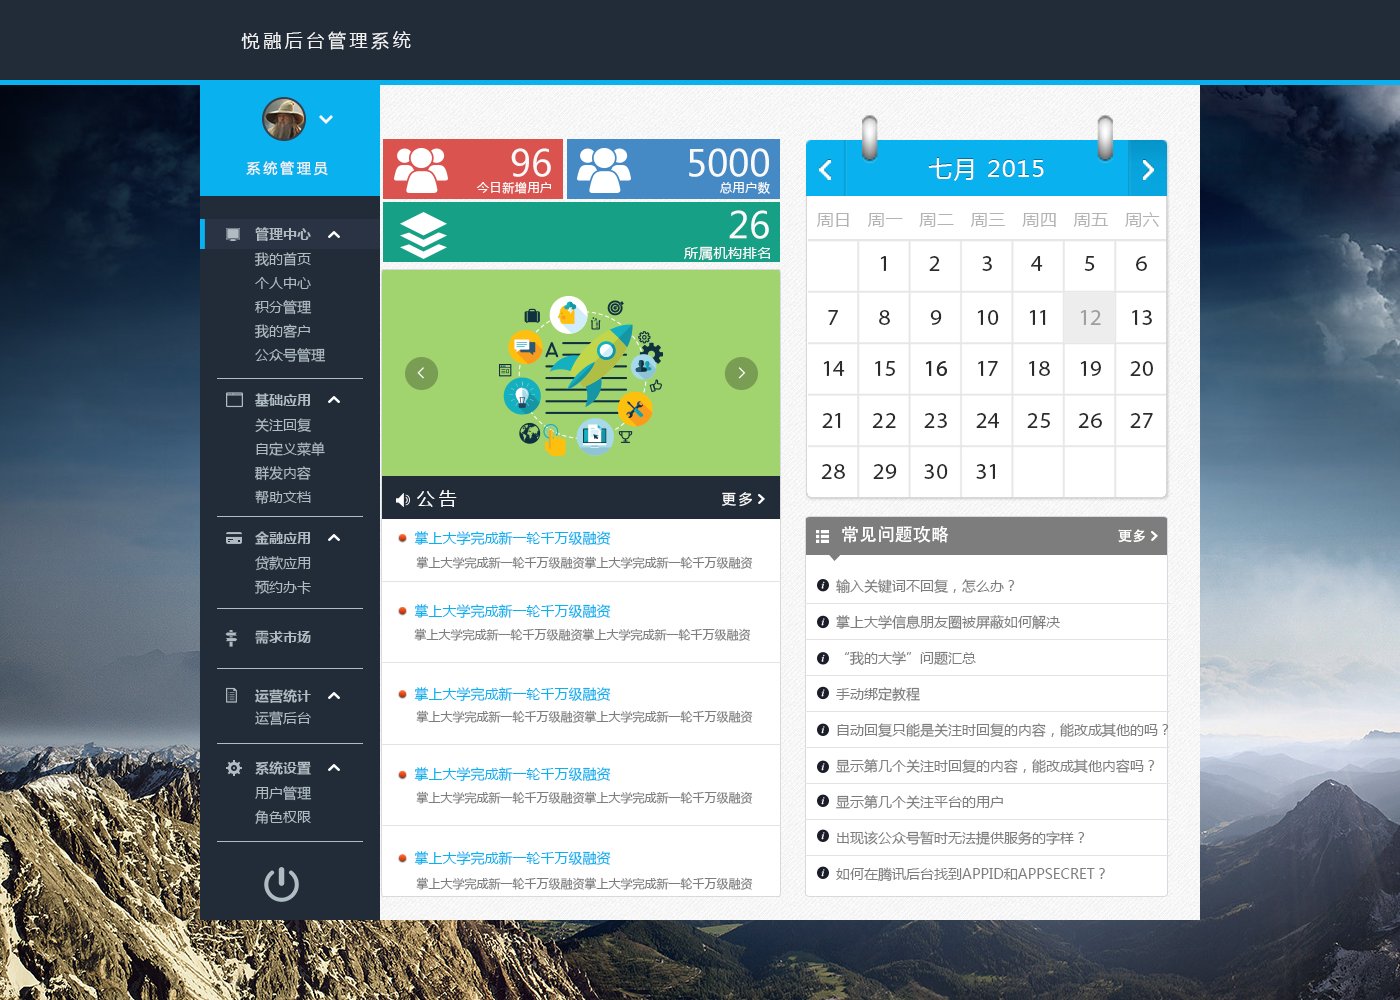 悦融后台管理系统
系统管理员
管理中心
我的首页
个人中心
积分管理
我的客户
公众号管理
基础应用
关注回复
自定义菜单
群发内容
帮助文档
金融应用
贷款应用
预约办卡
需求市场
运营统计
运营后台
系统设置
用户管理
角色权限
96
今日新增用户
5000
总用户数
26
所属机构排名
A
公告
更多
掌上大学完成新一轮千万级融资
掌上大学完成新一轮千万级融资掌上大学完成新一轮千万级融资
掌上大学完成新一轮千万级融资
掌上大学完成新一轮千万级融资掌上大学完成新一轮千万级融资
掌上大学完成新一轮千万级融资
掌上大学完成新一轮千万级融资掌上大学完成新一轮千万级融资
掌上大学完成新一轮千万级融资
掌上大学完成新一轮千万级融资掌上大学完成新一轮千万级融资
掌上大学完成新一轮千万级融资
掌上大学完成新一轮千万级融资掌上大学完成新一轮千万级融资
七月 2015
周日 周一 周二 周三 周四 周五 周六
1 2 3 4 5 6
7 8 9 10 11 12 13
14 15 16 17 18 19 20
21 22 23 24 25 26 27
28 29 30 31
常见问题攻略
更多
输入关键词不回复，怎么办？
掌上大学信息朋友圈被屏蔽如何解决
“我的大学”问题汇总
手动绑定教程
自动回复只能是关注时回复的内容，能改成其他的吗？
显示第几个关注时回复的内容，能改成其他内容吗？
显示第几个关注平台的用户
出现该公众号暂时无法提供服务的字样？
如何在腾讯后台找到APPID和APPSECRET？